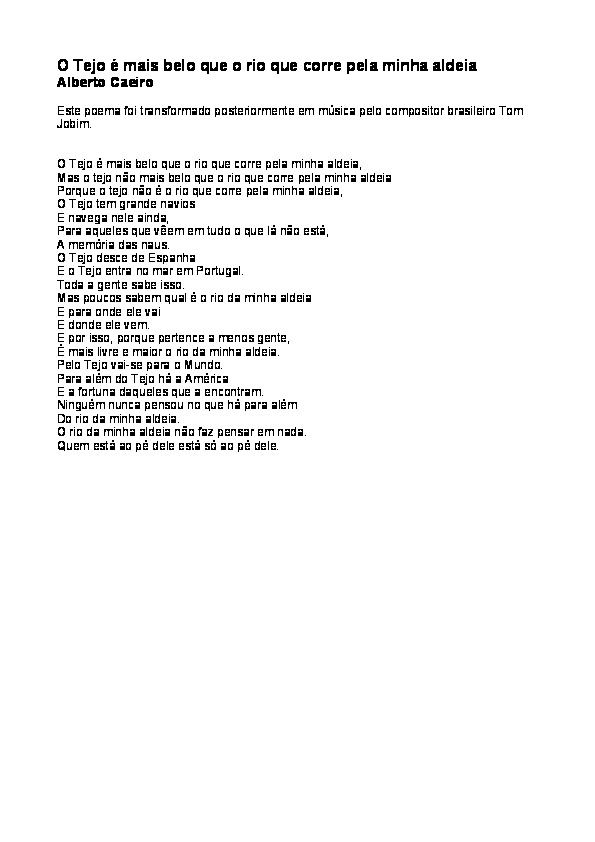 O Tejo é mais belo que o rio que corre pela minha aldeia
Alberto Caeiro
Este poema foi transformado posteriormente em música pelo compositor brasileiro Tom
Jobim.
O Tejo é mais belo que o rio que corre pela minha aldeia,
Mas o tejo não mais belo que o rio que corre pela minha aldeia
Porque o tejo não é o rio que corre pela minha aldeia,
O Tejo tem grande navios
E navega nele ainda,
Para aqueles que vêem em tudo o que lá não está,
A memória das naus.
O Tejo desce de Espanha
E o Tejo entra no mar em Portugal.
Toda a gente sabe isso.
Mas poucos sabem qual é o rio da minha aldeia
E para onde ele vai
E donde ele vem.
E por isso, porque pertence a menos gente,
É mais livre e maior o rio da minha aldeia.
Pelo Tejo vai-se para o Mundo.
Para além do Tejo há a América
E a fortuna daqueles que a encontram.
Ninguém nunca pensou no que há para além
Do rio da minha aldeia.
O rio da minha aldeia não faz pensar em nada.
Quem está ao pé dele está só ao pé dele.